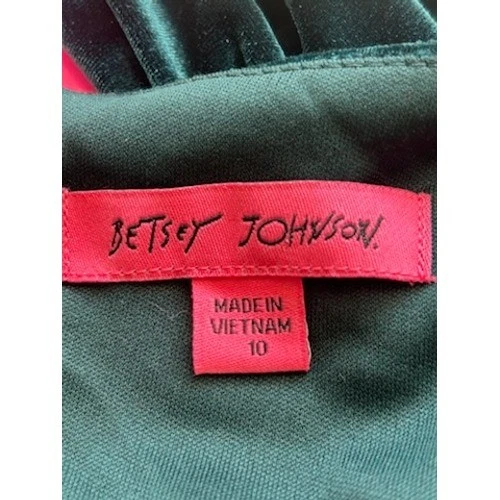 BETSEY JOHNSON.
MADE IN
VIETNAM
10